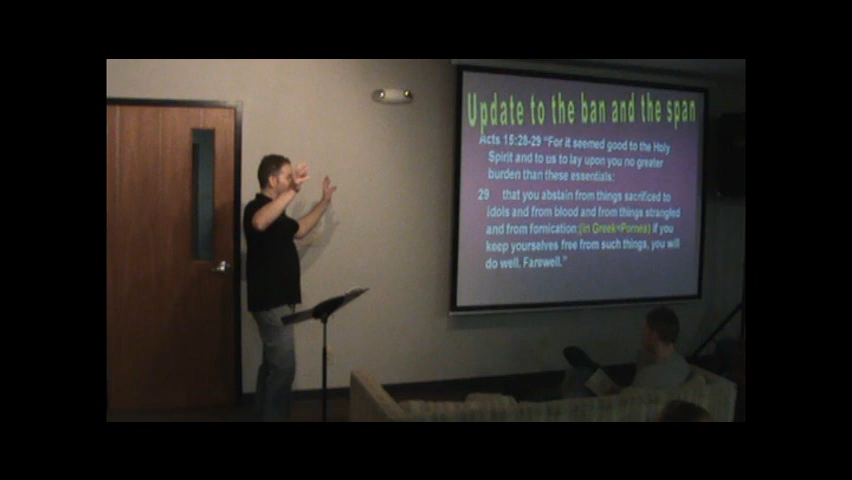 Update to the ban and the span
Acts 15:28-29 "For it seemed good to the Holy
Spirit and to us to lay upon you no greater
burden than these essentials:
29 that you abstain from things sacrificed to
idols and from blood and from things strangled
and from fornication:(in Greek<Pornea) if you
keep yourselves free from such things, you will
do well. Farewell."